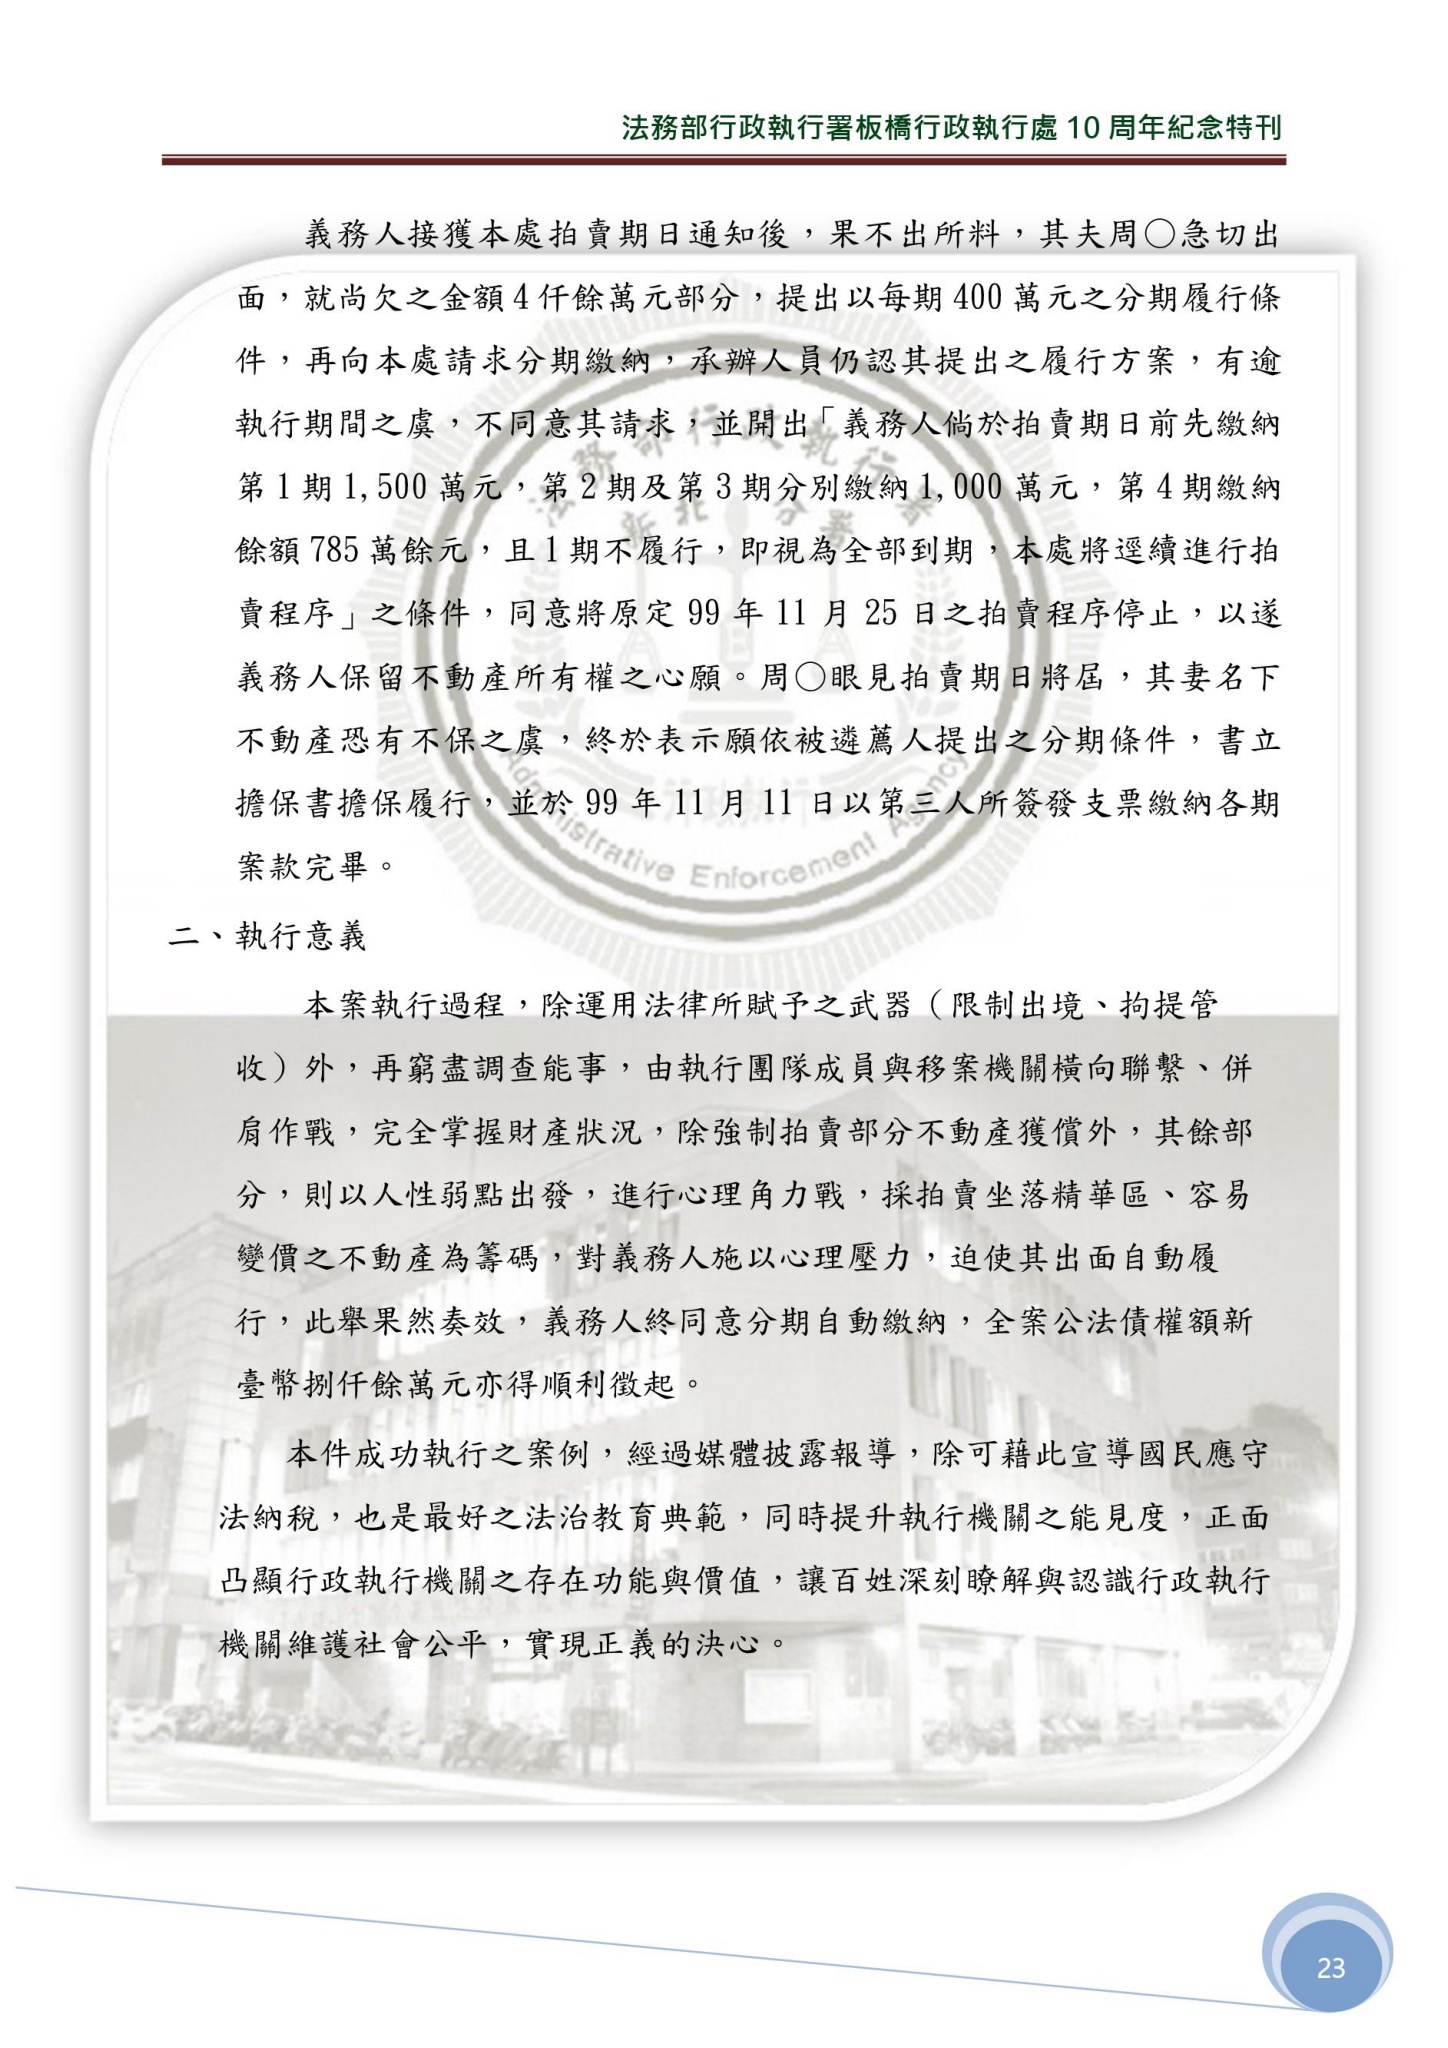 法務部行政執行署板橋行政執行處 10 周年紀念特刊
義務人接獲本處拍賣期日通知後，果不出所料，其夫周○急切出
面，就尚欠之金額 4 仟餘萬元部分，提出以每期 400 萬元之分期履行條
件，再向本處請求分期繳納，承辦人員仍認其提出之履行方案，有逾
執行期間之虞，不同意其請求，並開出「義務人倘於拍賣期日前先繳納
第 1 期 1,500 萬元，第 2 期及第 3 期分別繳納 1,000 萬元，第 4 期繳納
餘額 785 萬餘元，且 1 期不履行，即視為全部到期，本處將逕續進行拍
賣程序」之條件，同意將原定 99 年 11 月 25 日之拍賣程序停止，以遂
義務人保留不動產所有權之心願。周○眼見拍賣期日將屆，其妻名下
不動產恐有不保之虞，終於表示願依被遴薦人提出之分期條件，書立
擔保書擔保履行，並於 99 年 11 月 11 日以第三人所簽發支票繳納各期
案款完畢。
二、執行意義
本案執行過程，除運用法律所賦予之武器（限制出境、拘提管
收）外，再窮盡調查能事，由執行團隊成員與移案機關橫向聯繫、併
肩作戰，完全掌握財產狀況，除強制拍賣部分不動產獲償外，其餘部
分，則以人性弱點出發，進行心理角力戰，採拍賣坐落精華區、容易
變價之不動產為籌碼，對義務人施以心理壓力，迫使其出面自動履
行，此舉果然奏效，義務人終同意分期自動繳納，全案公法債權額新
臺幣捌仟餘萬元亦得順利徵起。
本件成功執行之案例，經過媒體披露報導，除可藉此宣導國民應守
法納稅，也是最好之法治教育典範，同時提升執行機關之能見度，正面
凸顯行政執行機關之存在功能與價值，讓百姓深刻瞭解與認識行政執行
機關維護社會公平，實現正義的決心。
法務部行政執行署
新北分署
行政執行
Administrative Enforcement Agency
23